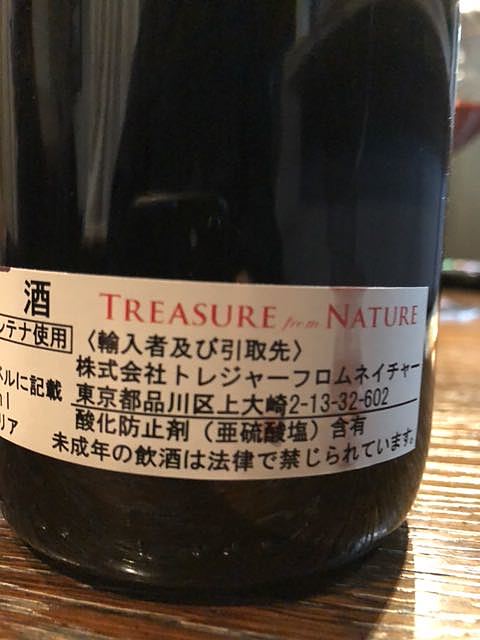 酒
TREASURE from NATURE
ンテナ使用
〈輸入者及び引取先〉
株式会社トレジャーフロムネイチャー
ベルに記載
東京都品川区上大崎2-13-32-602
ml
酸化防止剤（亜硫酸塩）含有
リア
未成年の飲酒は法律で禁じられています。